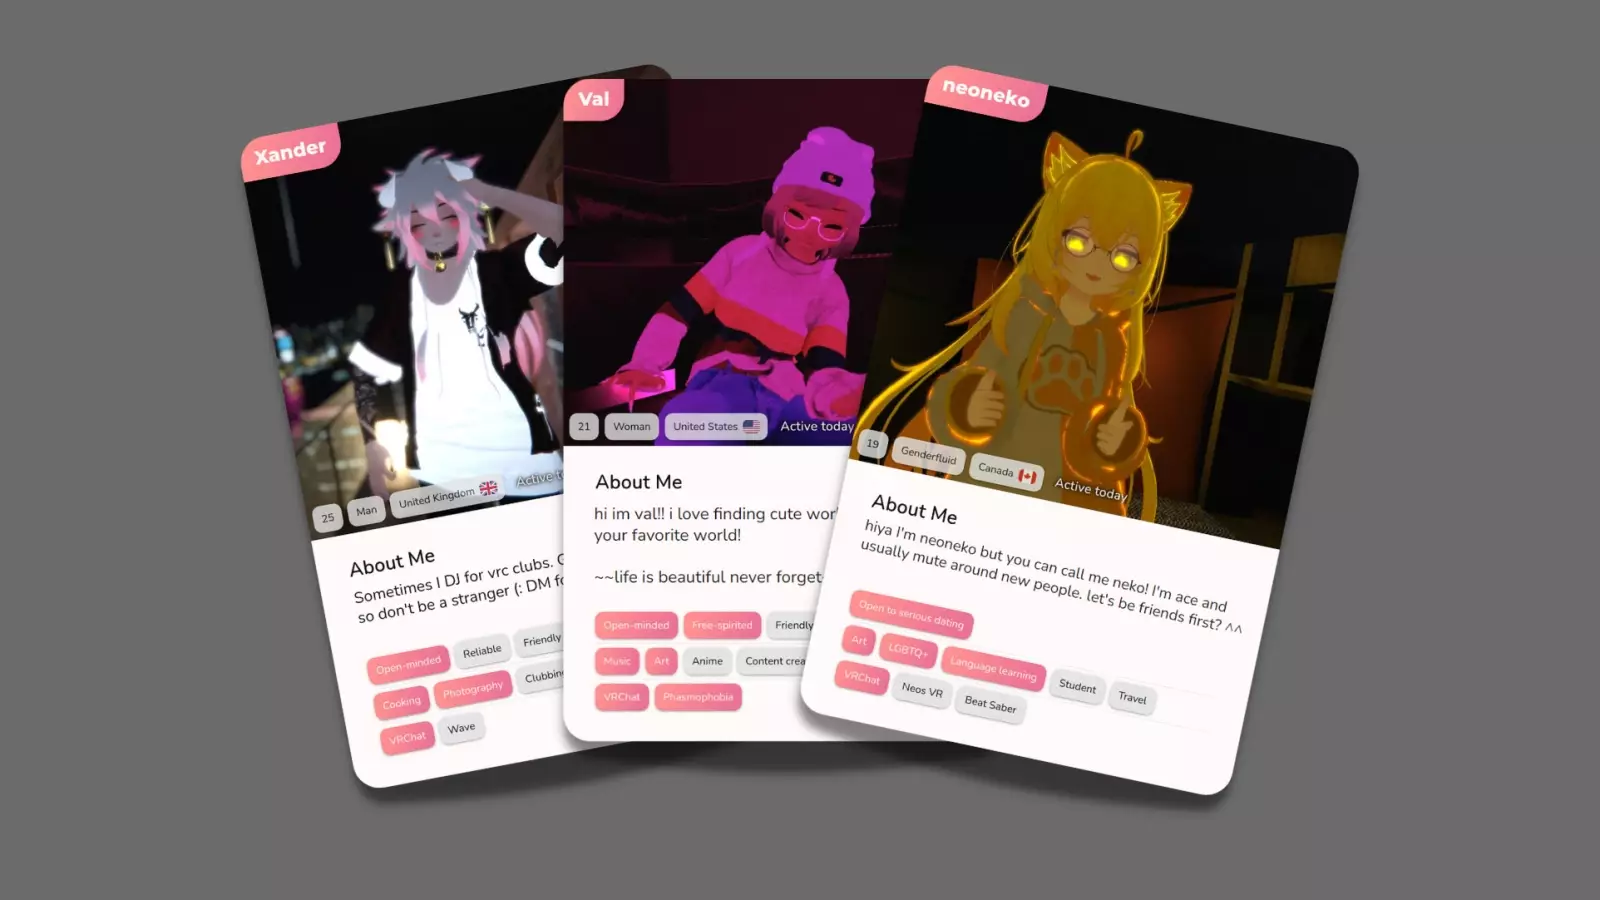 Xander
25
Man
United Kingdom
Active
About Me
Sometimes I DJ for vrc clubs.
so don't be a stranger (: DM
Open-minded
Reliable
Friendly
Cooking
Photography
VRChat
Wave
Val
21
Woman
United States
Active today
About Me
hi im val!! i love finding cute
your favorite world!
~~life is beautiful never forget
Open-minded
Free-spirited
Friendly
Music
Art
Anime
Content
VRChat
Phasmophobia
neoneko
19
Genderfluid
Canada
Active today
About Me
hiya I'm neoneko but you can call me neko! I'm ace and
usually mute around new people. let's be friends first? ^^
Open to serious dating
Art
LGBTQ+
Language learning
Student
Travel
VRChat
Neos VR
Beat Saber